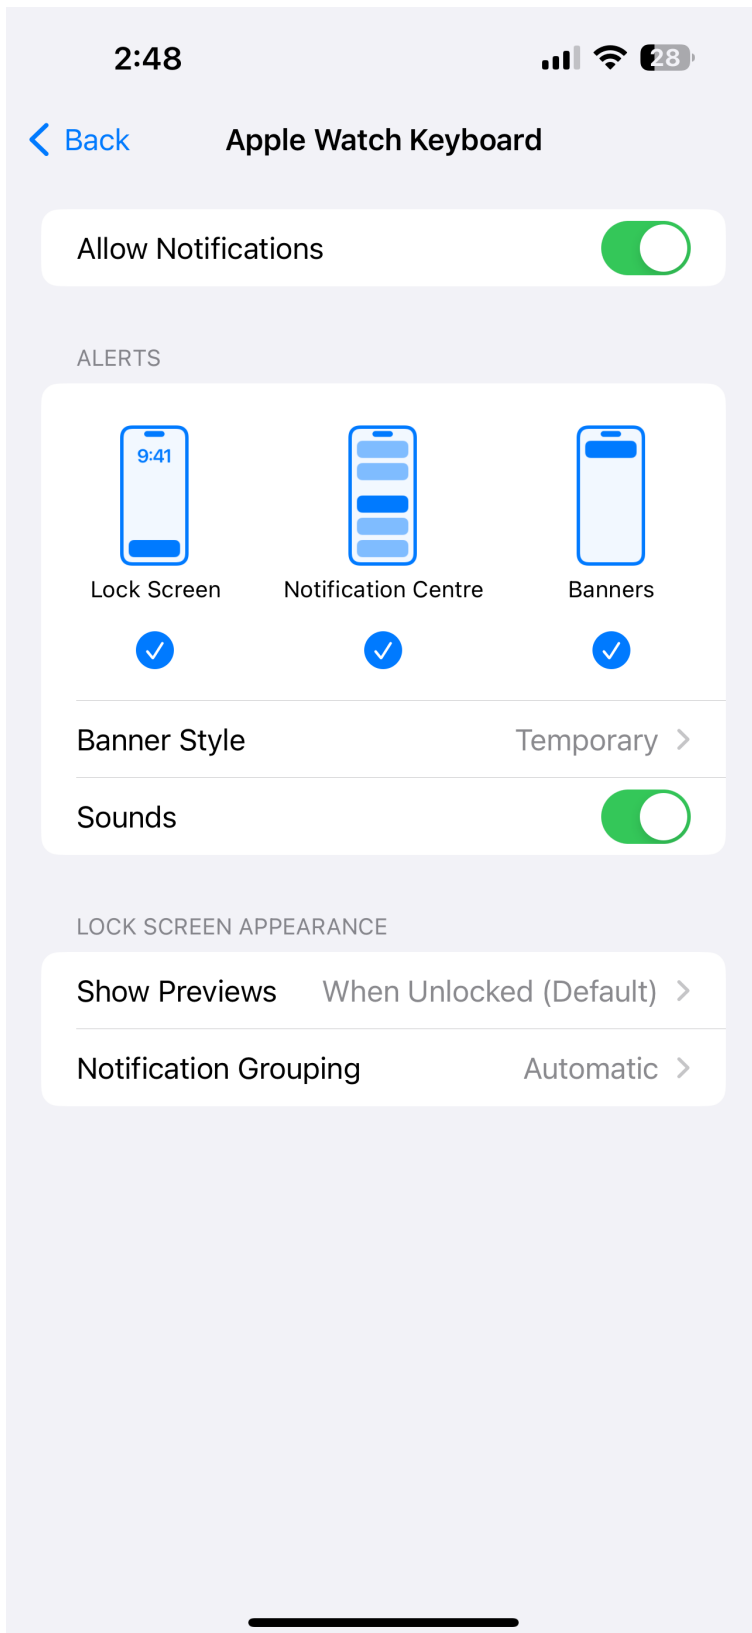 2:48 28
Back Apple Watch Keyboard
Allow Notifications
ALERTS
9:41
Lock Screen Notification Centre Banners
Banner Style Temporary
Sounds
LOCK SCREEN APPEARANCE
Show Previews When Unlocked (Default)
Notification Grouping Automatic